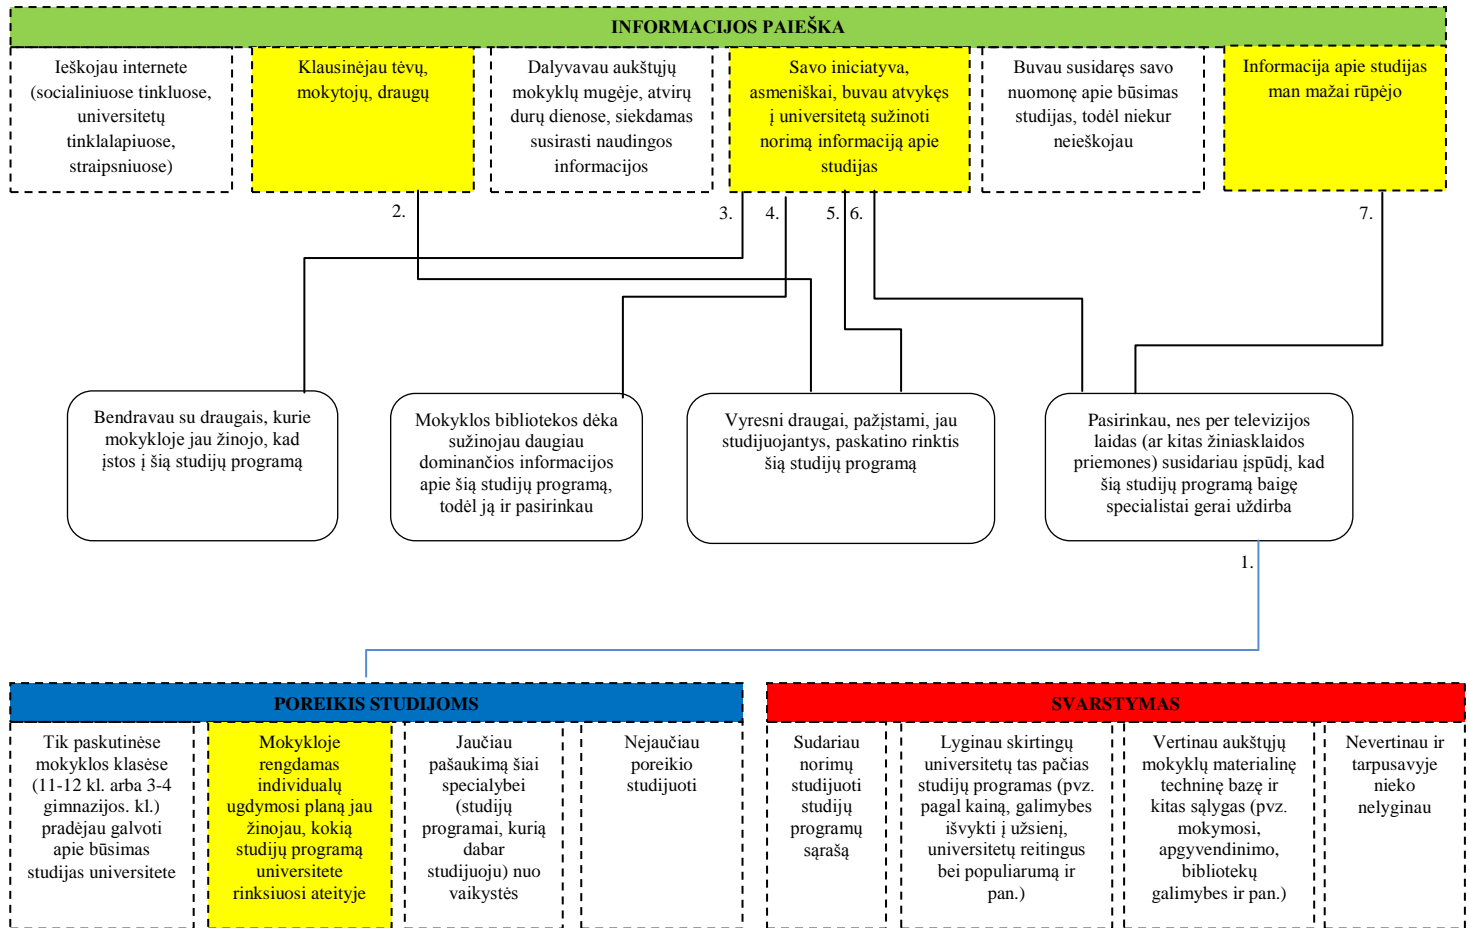 INFORMACIJOS PAIEŠKA
Ieškojau internete
(socialiniuose tinkluose,
universitetų
tinklalapiuose,
straipsniuose)
Klausinėjau tėvų,
mokytojų, draugų
Dalyvavau aukštųjų
mokyklų mugėje, atvirų
durų dienose, siekdamas
susirasti naudingos
informacijos
Savo iniciatyva,
asmeniškai, buvau atvykęs
į universitetą sužinoti
norimą informaciją apie
studijas
Buvau susidaręs savo
nuomonę apie būsimas
studijas, todėl niekur
neieškojau
Informacija apie studijas
man mažai rūpėjo
2.
3.
4.
5.
6.
7.
Bendravau su draugais, kurie
mokykloje jau žinojo, kad
įstos į šią studijų programą
Mokyklos bibliotekos dėka
sužinojau daugiau
dominančios informacijos
apie šią studijų programą,
todėl ją ir pasirinkau
Vyresni draugai, pažįstami, jau
studijuojantys, paskatino rinktis
šią studijų programą
Pasirinkau, nes per televizijos
laidas (ar kitas žiniasklaidos
priemones) susidariau įspūdį, kad
šią studijų programą baigę
specialistai gerai uždirba
1.
POREIKIS STUDIJOMS
Tik paskutinėse
mokyklos klasėse
(11-12 kl. arba 3-4
gimnazijos. kl.)
pradėjau galvoti
apie būsimas
studijas universitete
Mokykloje
rengdamas
individualų
ugdymosi planą jau
žinojau, kokią
studijų programą
universitete
rinksiuosi ateityje
Jaučiau
pašaukimą šiai
specialybei
(studijų
programai, kurią
dabar
studijuoju) nuo
vaikystės
Nejaučiau
poreikio
studijuoti
SVARSTYMAS
Sudariau
norimų
studijuoti
studijų
programų
sąrašą
Lyginau skirtingų
universitetų tas pačias
studijų programas (pvz.
pagal kainą, galimybes
išvykti į užsienį,
universitetų reitingus
bei populiarumą ir
pan.)
Vertinau aukštųjų
mokyklų materialinę
techninę bazę ir
kitas sąlygas (pvz.
mokymosi,
apgyvendinimo,
bibliotekų
galimybes ir pan.)
Nevertinau ir
tarpusavyje
nieko
nelyginau